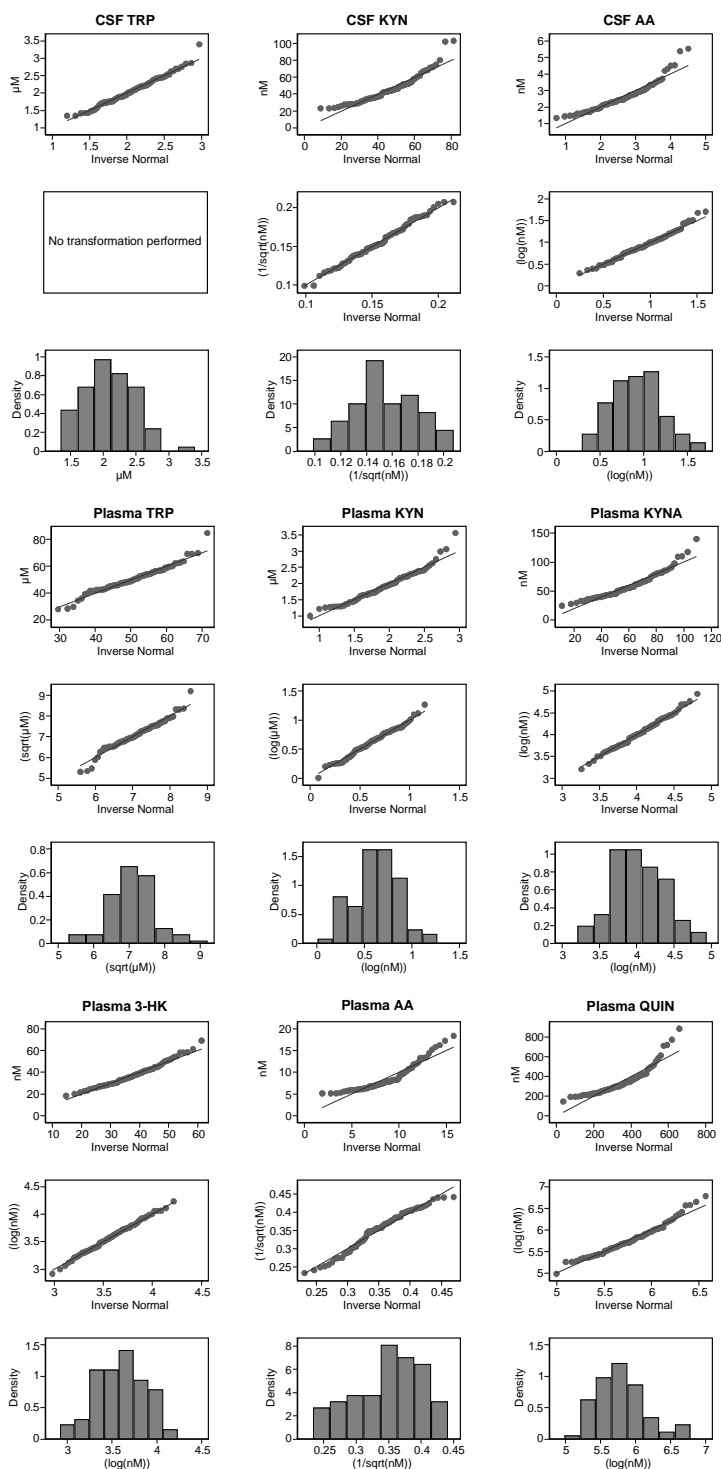 CSF TRP
µM
3.5
3
2.5
2
1.5
1
1 1.5 2 2.5 3
Inverse Normal
CSF KYN
nM
100
80
60
40
20
0
0 20 40 60 80
Inverse Normal
CSF AA
nM
6
5
4
3
2
1
1 2 3 4 5
Inverse Normal
No transformation performed
(1/sqrt(nM))
0.2
0.15
0.1
0.1 0.15 0.2
Inverse Normal
(log(nM))
2
1.5
1
0.5
0
0 0.5 1 1.5
Inverse Normal
Density
1
0.8
0.6
0.4
0.2
0
1.5 2 2.5 3 3.5
µM
Density
20
15
10
5
0
0.1 0.12 0.14 0.16 0.18 0.2
(1/sqrt(nM))
Density
1.5
1
0.5
0
0 0.5 1 1.5
(log(nM))
Plasma TRP
µM
80
60
40
20
30 40 50 60 70
Inverse Normal
Plasma KYN
µM
3.5
3
2.5
2
1.5
1
1 1.5 2 2.5 3
Inverse Normal
Plasma KYNA
nM
150
100
50
0
20 40 60 80 100 120
Inverse Normal
(sqrt(µM))
9
8
7
6
5
5 6 7 8 9
Inverse Normal
(log(µM))
1.5
1
0.5
0
0 0.5 1 1.5
Inverse Normal
(log(nM))
5
4.5
4
3.5
3
3 3.5 4 4.5 5
Inverse Normal
Density
0.8
0.6
0.4
0.2
0
5 6 7 8 9
(sqrt(µM))
Density
1.5
1
0.5
0
0 0.5 1 1.5
(log(nM))
Density
1
0.8
0.6
0.4
0.2
0
3 3.5 4 4.5 5
(log(nM))
Plasma 3-HK
nM
80
60
40
20
0
10 20 30 40 50 60
Inverse Normal
Plasma AA
nM
20
15
10
5
0
0 5 10 15
Inverse Normal
Plasma QUIN
nM
800
600
400
200
0
0 200 400 600 800
Inverse Normal
(log(nM))
4.5
4
3.5
3
3 3.5 4 4.5
Inverse Normal
(1/sqrt(nM))
0.45
0.4
0.35
0.3
0.25
0.23 0.3 0.35 0.4 0.45
Inverse Normal
(log(nM))
7
6.5
6
5.5
5
5 5.5 6 6.5
Inverse Normal
Density
1.5
1
0.5
0
3 3.5 4 4.5
(log(nM))
Density
8
6
4
2
0
0.25 0.3 0.35 0.4 0.45
(1/sqrt(nM))
Density
1.5
1
0.5
0
5 5.5 6 6.5 7
(log(nM))